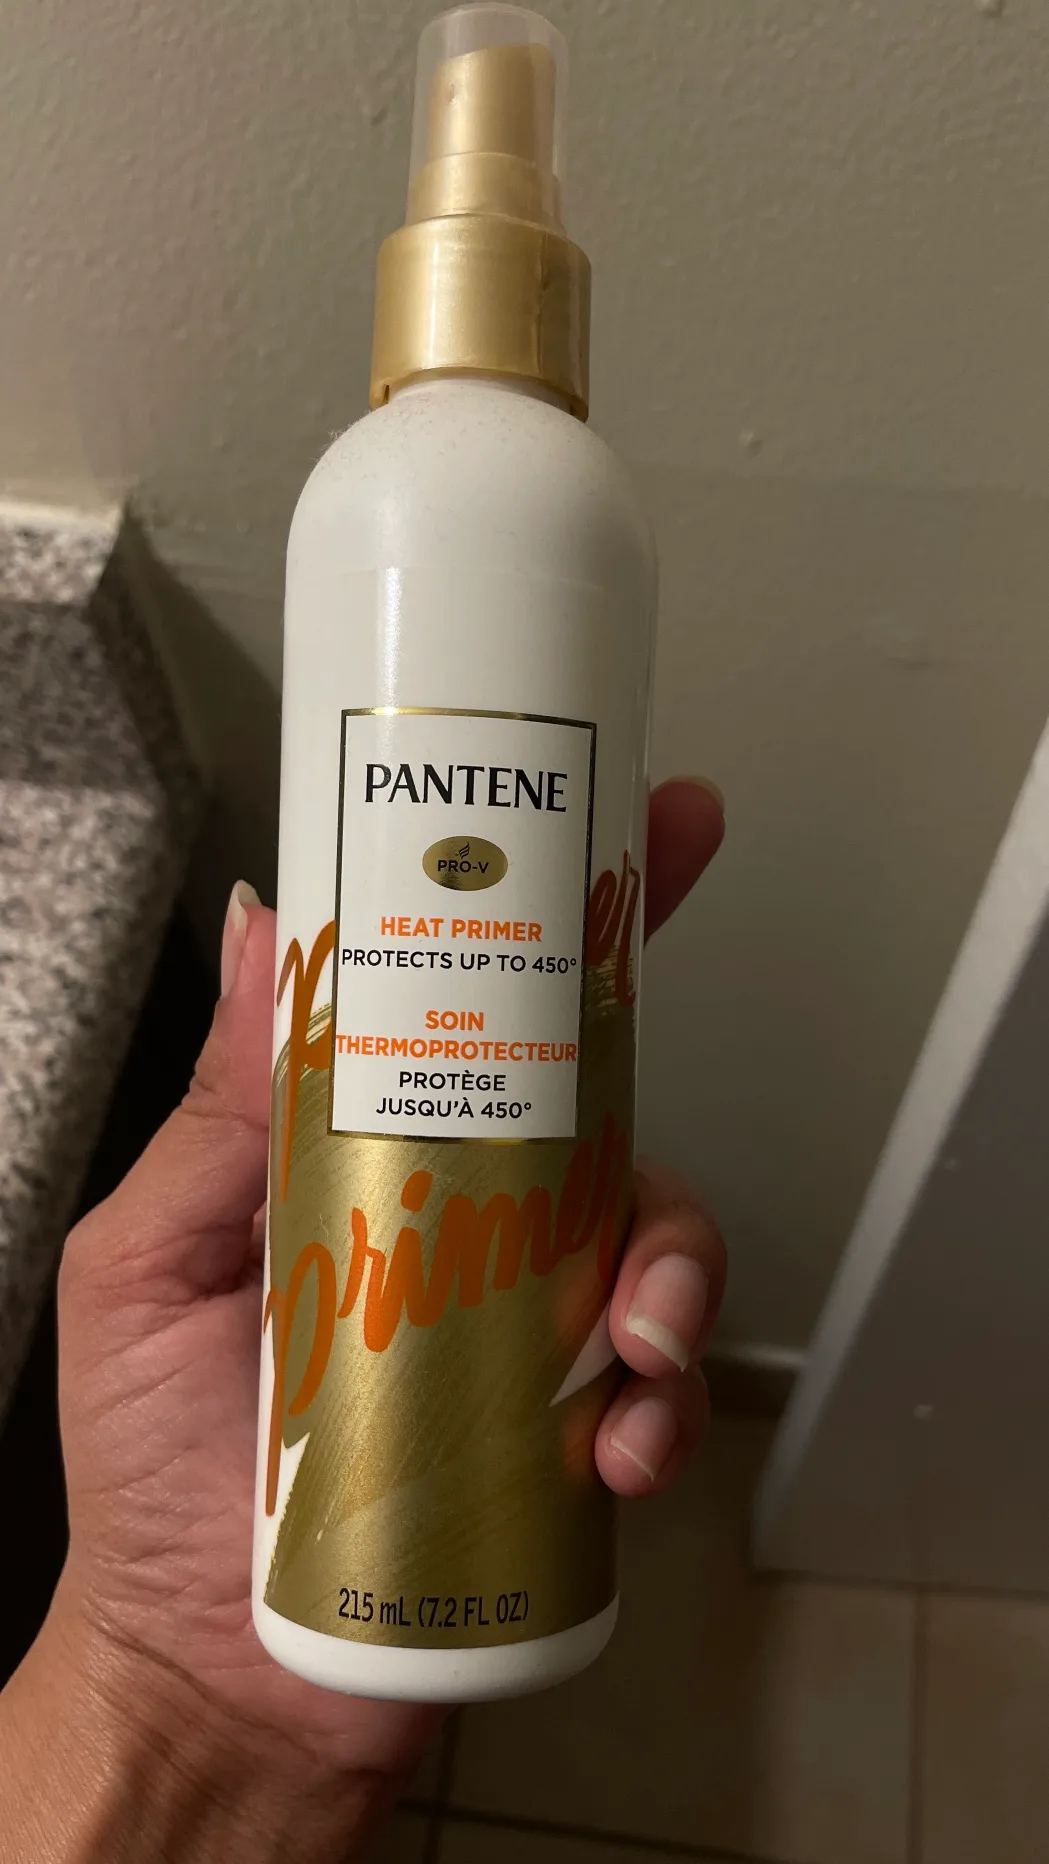 PANTENE
PRO-V
HEAT PRIMER
PROTECTS UP TO 450°
SOIN
THERMOPROTECTEUR
PROTÈGE
JUSQU'À 450°
primer
215 mL (7.2 FL OZ)